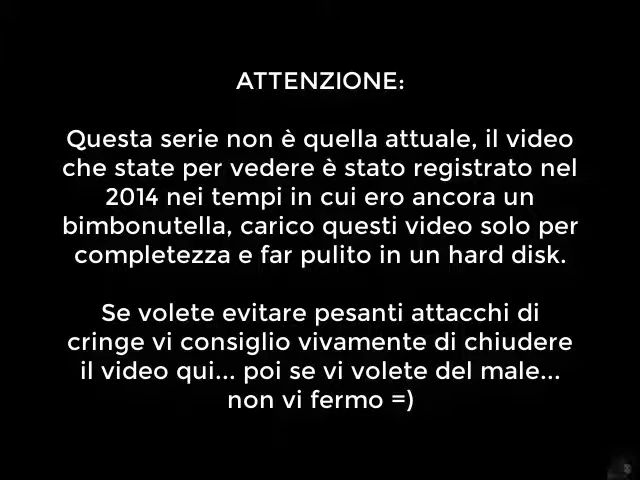 ATTENZIONE:
Questa serie non è quella attuale, il video
che state per vedere è stato registrato nel
2014 nei tempi in cui ero ancora un
bimbonutella, carico questi video solo per
completezza e far pulito in un hard disk.
Se volete evitare pesanti attacchi di
cringe vi consiglio vivamente di chiudere
il video qui... poi se vi volete del male...
non vi fermo =)